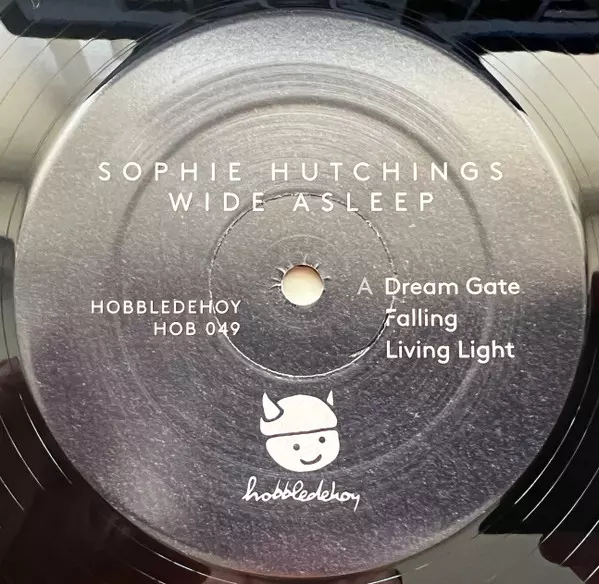 SOPHIE HUTCHINGS
WIDE ASLEEP
A Dream Gate
Falling
Living Light
HOBBLEDEHOY
HOB 049
hobbledehoy